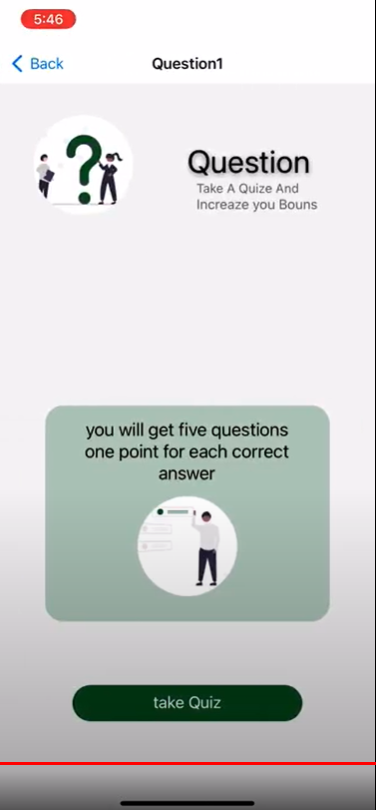 5:46
Back
Question1
Question
Take A Quize And
Increaze you Bouns
you will get five questions
one point for each correct
answer
take Quiz